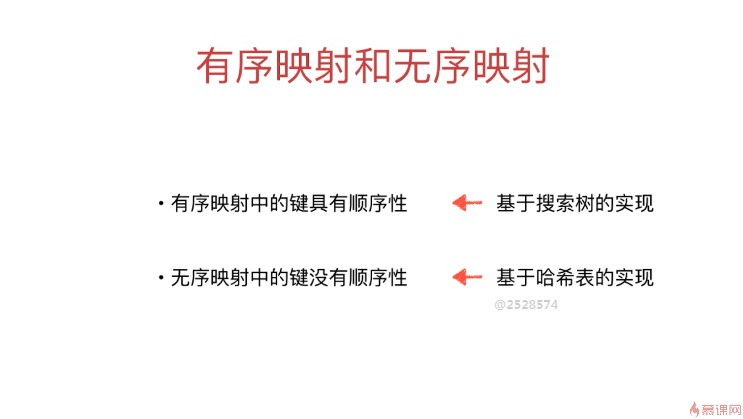 有序映射和无序映射
• 有序映射中的键具有顺序性 基于搜索树的实现
• 无序映射中的键没有顺序性 基于哈希表的实现
@2528574
慕课网